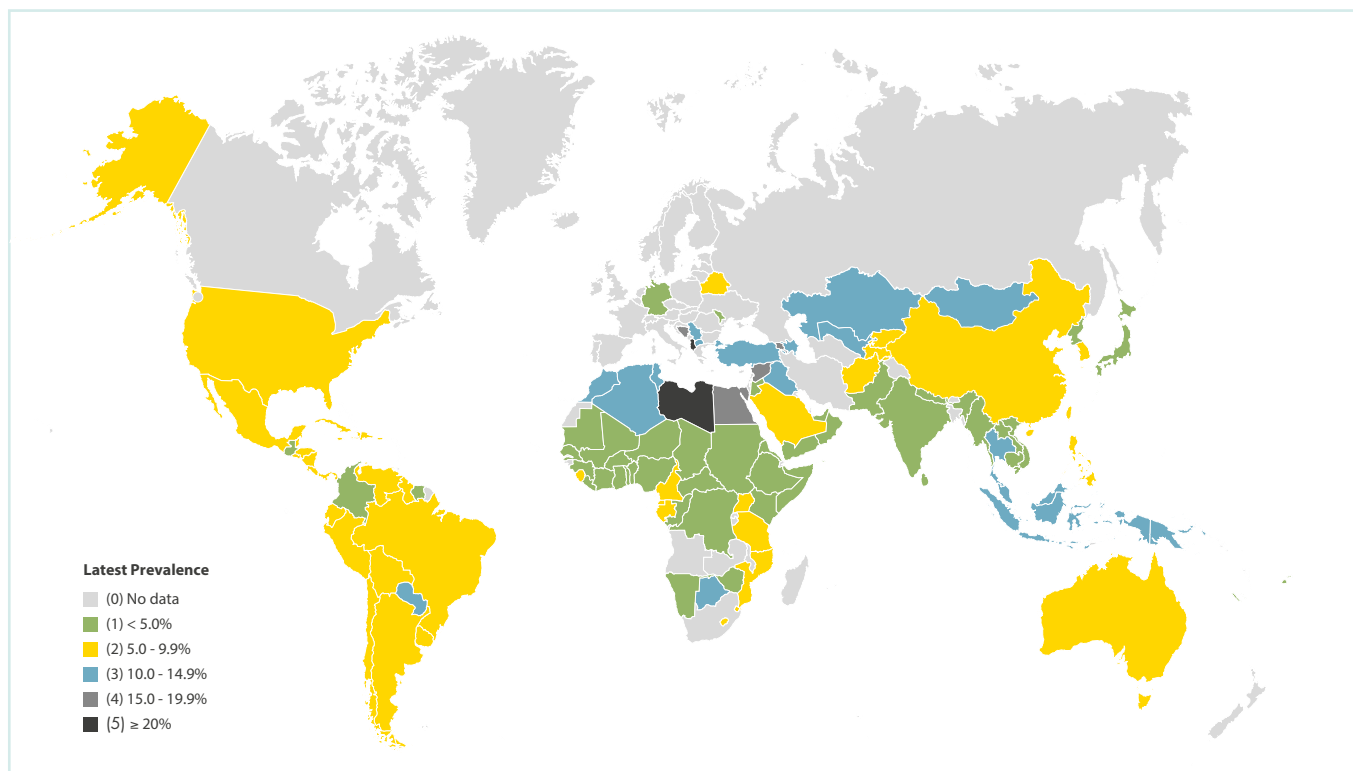 Latest Prevalence
(0) No data
(1) < 5.0%
(2) 5.0 - 9.9%
(3) 10.0 - 14.9%
(4) 15.0 - 19.9%
(5) ≥ 20%